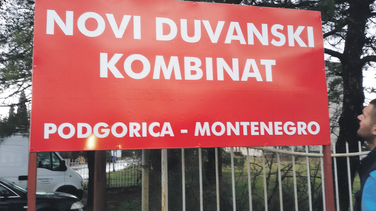 NOVI DUVANSKI
KOMBINAT
PODGORICA - MONTENEGRO